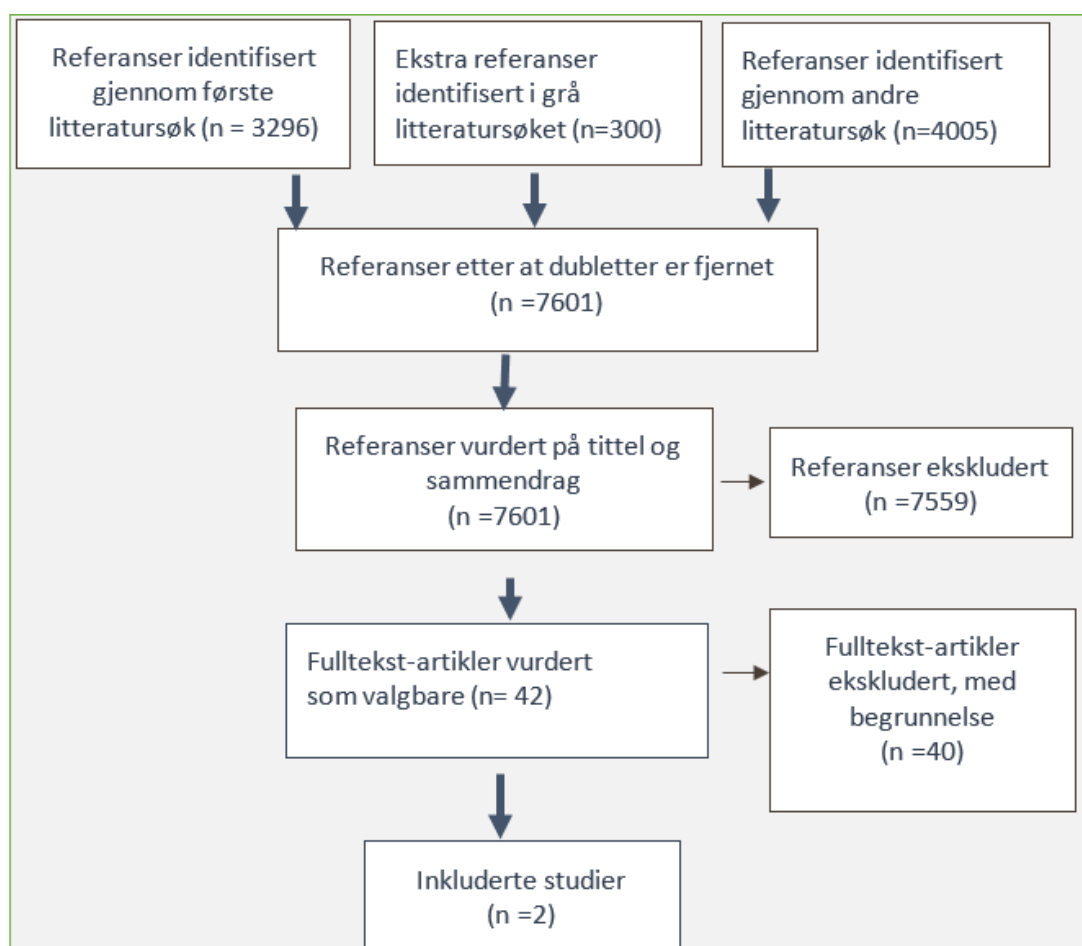 Referanser identifisert
gjennom første
litteratursøk (n = 3296)
Ekstra referanser
identifisert i grå
litteratursøket (n=300)
Referanser identifisert
gjennom andre
litteratursøk (n=4005)
Referanser etter at dubletter er fjernet
(n =7601)
Referanser vurdert på tittel og
sammendrag
(n =7601)
Referanser ekskludert
(n =7559)
Fulltekst-artikler vurdert
som valgbare (n= 42)
Fulltekst-artikler
ekskludert, med
begrunnelse
(n =40)
Inkluderte studier
(n =2)